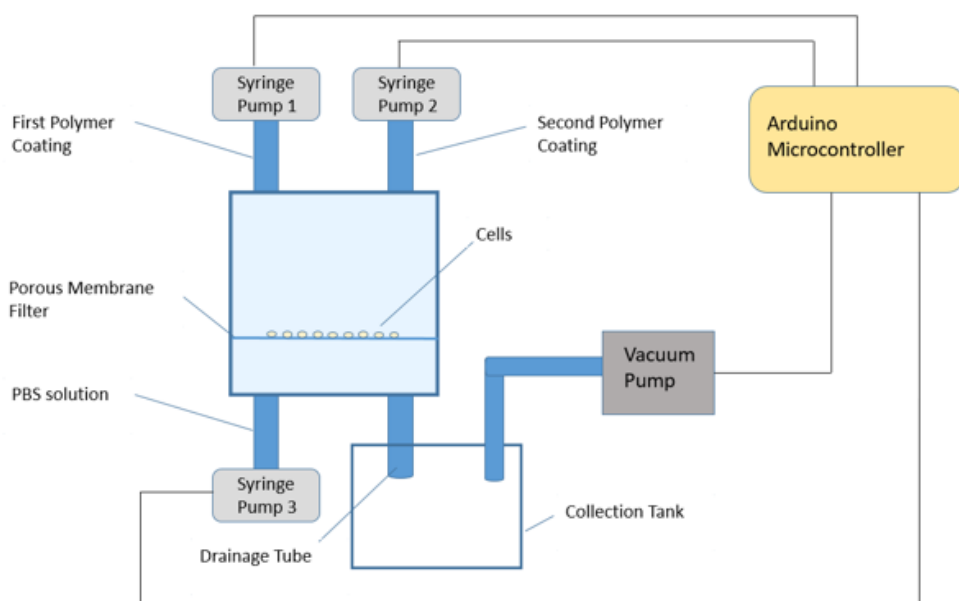 Syringe
Pump 1
Syringe
Pump 2
First Polymer
Coating
Second Polymer
Coating
Arduino
Microcontroller
Cells
Porous Membrane
Filter
Vacuum
Pump
PBS solution
Syringe
Pump 3
Collection Tank
Drainage Tube